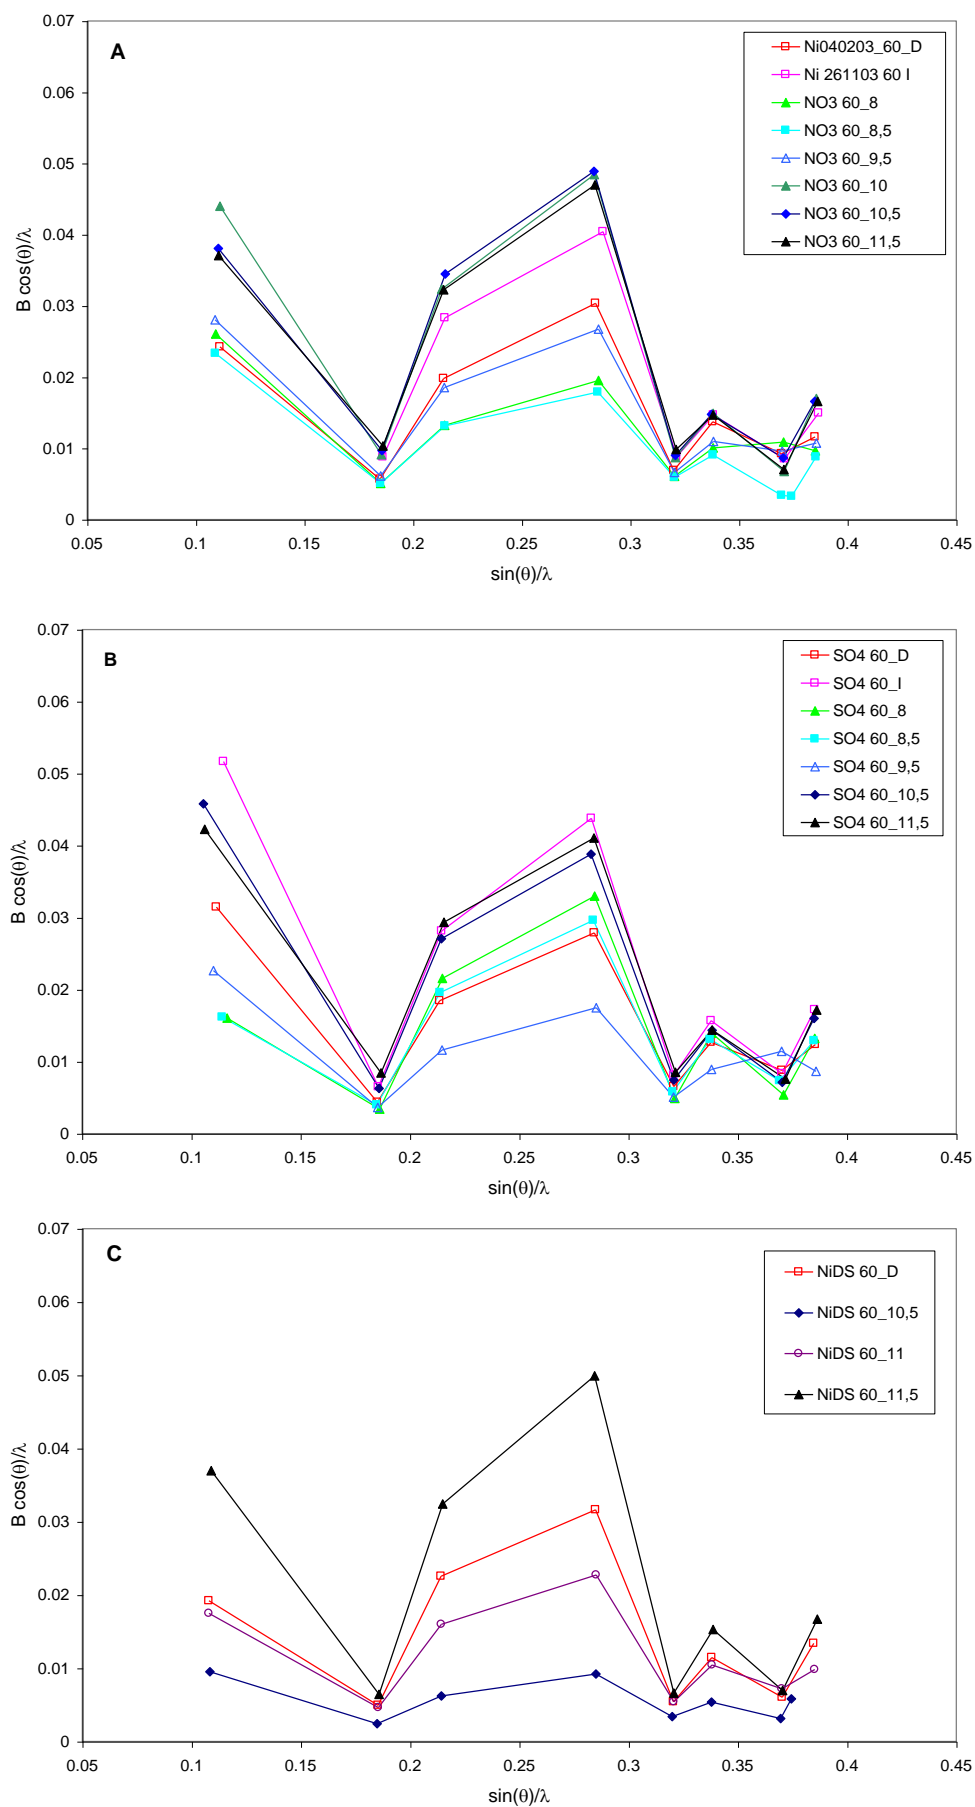 A
0.07
0.06
0.05
0.04
0.03
0.02
0.01
0
B cos(θ)/λ
Ni040203_60_D
Ni 261103 60 I
NO3 60_8
NO3 60_8,5
NO3 60_9,5
NO3 60_10
NO3 60_10,5
NO3 60_11,5
0.05 0.1 0.15 0.2 0.25 0.3 0.35 0.4 0.45
sin(θ)/λ
B
0.07
0.06
0.05
0.04
0.03
0.02
0.01
0
B cos(θ)/λ
SO4 60_D
SO4 60_I
SO4 60_8
SO4 60_8,5
SO4 60_9,5
SO4 60_10,5
SO4 60_11,5
0.05 0.1 0.15 0.2 0.25 0.3 0.35 0.4 0.45
sin(θ)/λ
C
0.07
0.06
0.05
0.04
0.03
0.02
0.01
0
B cos(θ)/λ
NiDS 60_D
NiDS 60_10,5
NiDS 60_11
NiDS 60_11,5
0.05 0.1 0.15 0.2 0.25 0.3 0.35 0.4 0.45
sin(θ)/λ